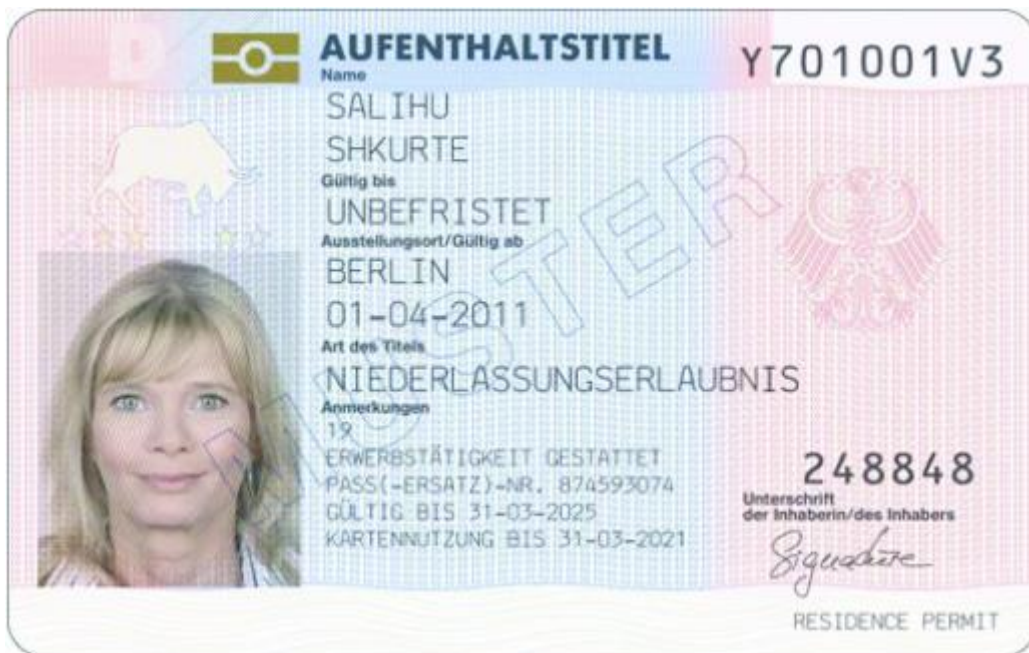 D
AUFENTHALTSTITEL
Y701001V3
Name
SALIHU
SHKURTE
Gültig bis
UNBEFRISTET
Ausstellungsort/Gültig ab
BERLIN
01-04-2011
Art des Titels
NIEDERLASSUNGSERLAUBNIS
Anmerkungen
19
ERWERBSTÄTIGKEIT GESTATTET
PASS(-ERSATZ)-NR. 874593074
GÜLTIG BIS 31-03-2025
KARTENNUTZUNG BIS 31-03-2021
248848
Unterschrift
der Inhaberin/des Inhabers
Signature
RESIDENCE PERMIT
MUSTER